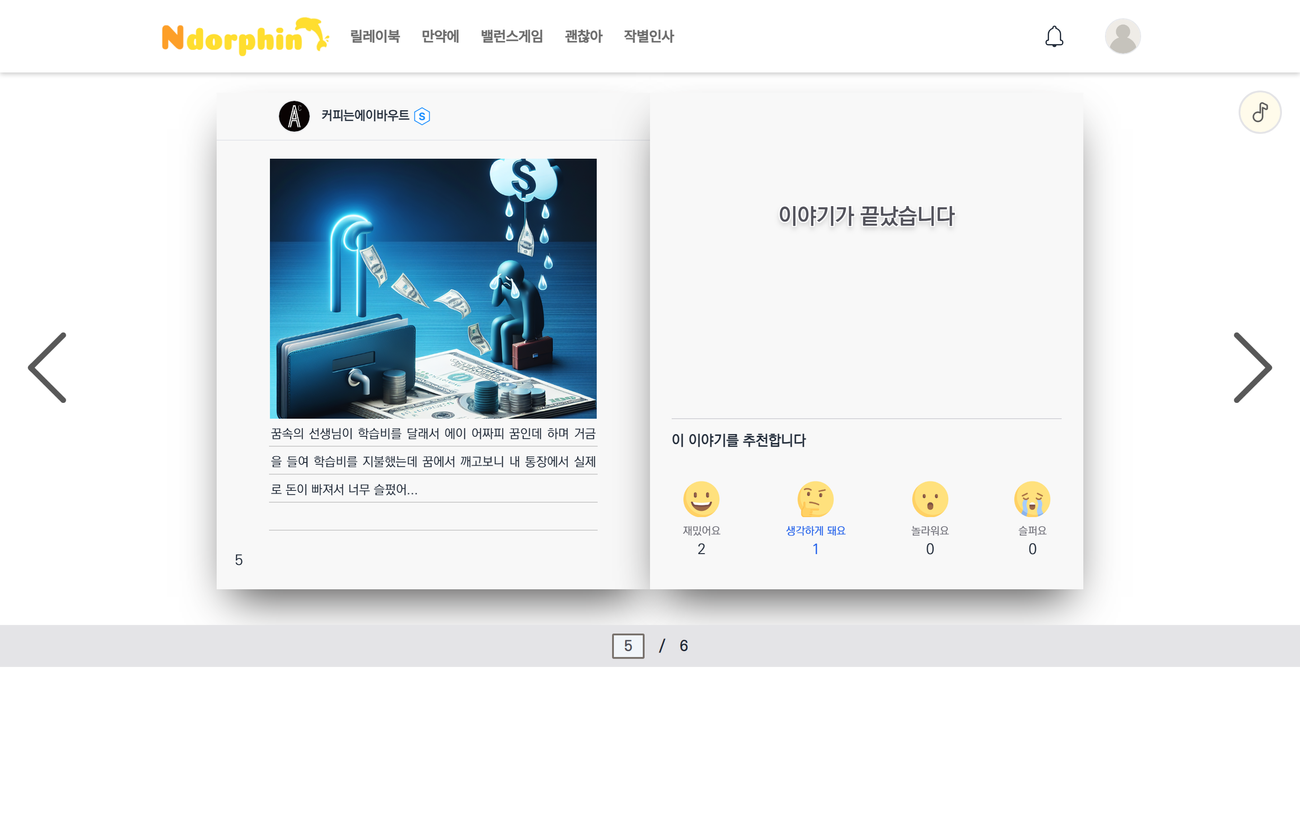 Ndorphin 릴레이북 만약에 밸런스게임 괜찮아 작별인사
커피는에이바우트 S
$
꿈속의 선생님이 학습비를 달래서 에이 어짜피 꿈인데 하며 거금
을 들여 학습비를 지불했는데 꿈에서 깨고보니 내 통장에서 실제
로 돈이 빠져서 너무 슬펐어...
5
이야기가 끝났습니다
이 이야기를 추천합니다
재밌어요 생각하게 돼요 놀라워요 슬퍼요
2 1 0 0
5 / 6